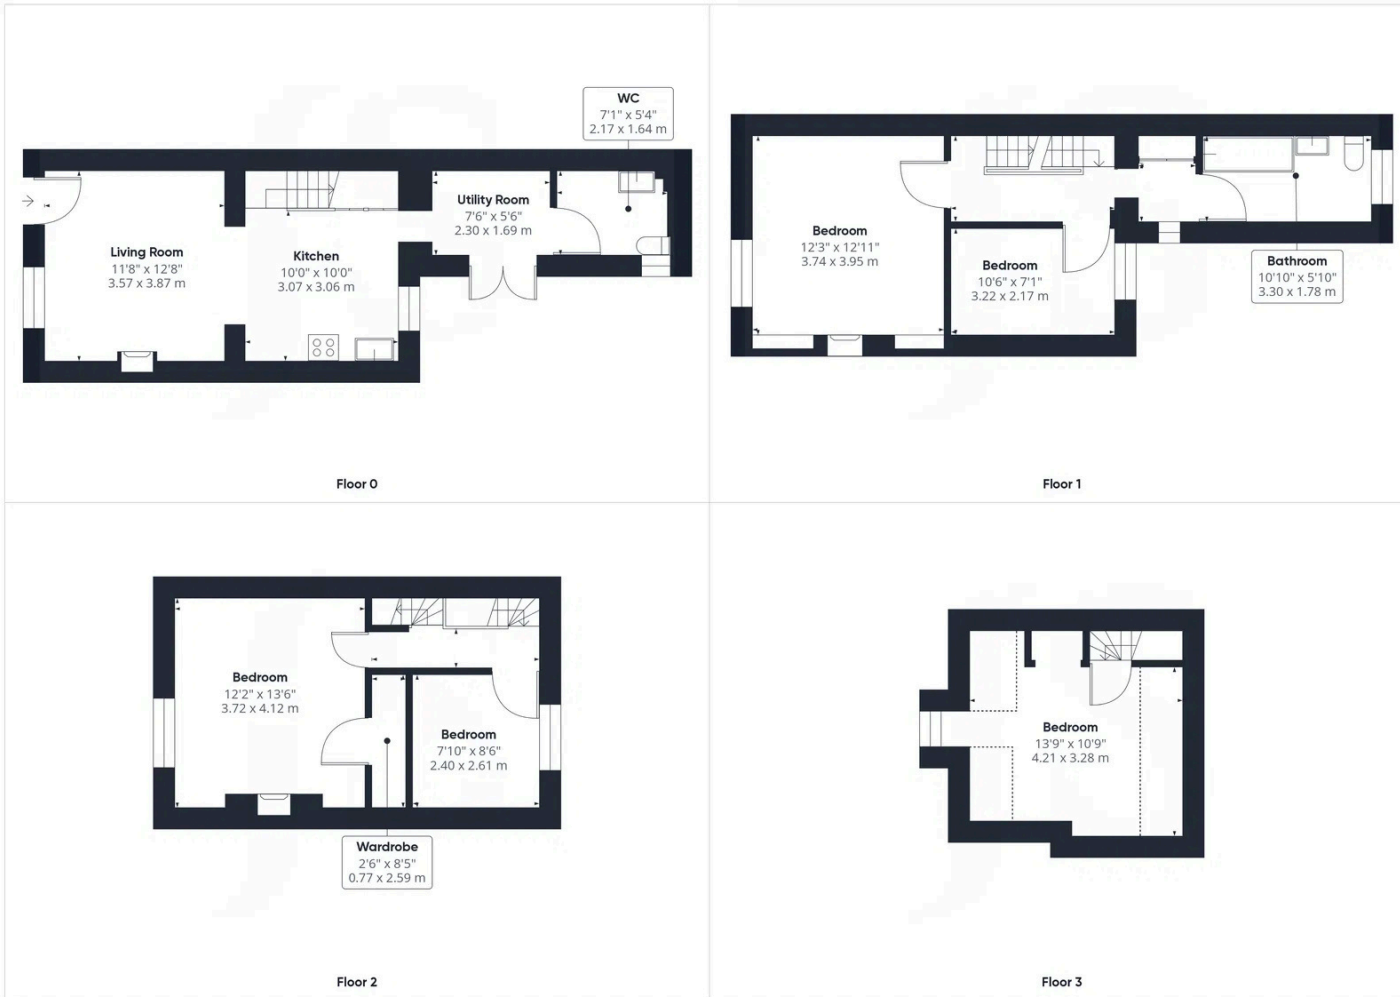 WC
7'1" x 5'4"
2.17 x 1.64 m
Living Room
11'8" x 12'8"
3.57 x 3.87 m
Kitchen
10'0" x 10'0"
3.07 x 3.06 m
Utility Room
7'6" x 5'6"
2.30 x 1.69 m
Floor 0
Bedroom
12'3" x 12'11"
3.74 x 3.95 m
Bedroom
10'6" x 7'1"
3.22 x 2.17 m
Bathroom
10'10" x 5'10"
3.30 x 1.78 m
Floor 1
Bedroom
12'2" x 13'6"
3.72 x 4.12 m
Bedroom
7'10" x 8'6"
2.40 x 2.61 m
Wardrobe
2'6" x 8'5"
0.77 x 2.59 m
Floor 2
Bedroom
13'9" x 10'9"
4.21 x 3.28 m
Floor 3